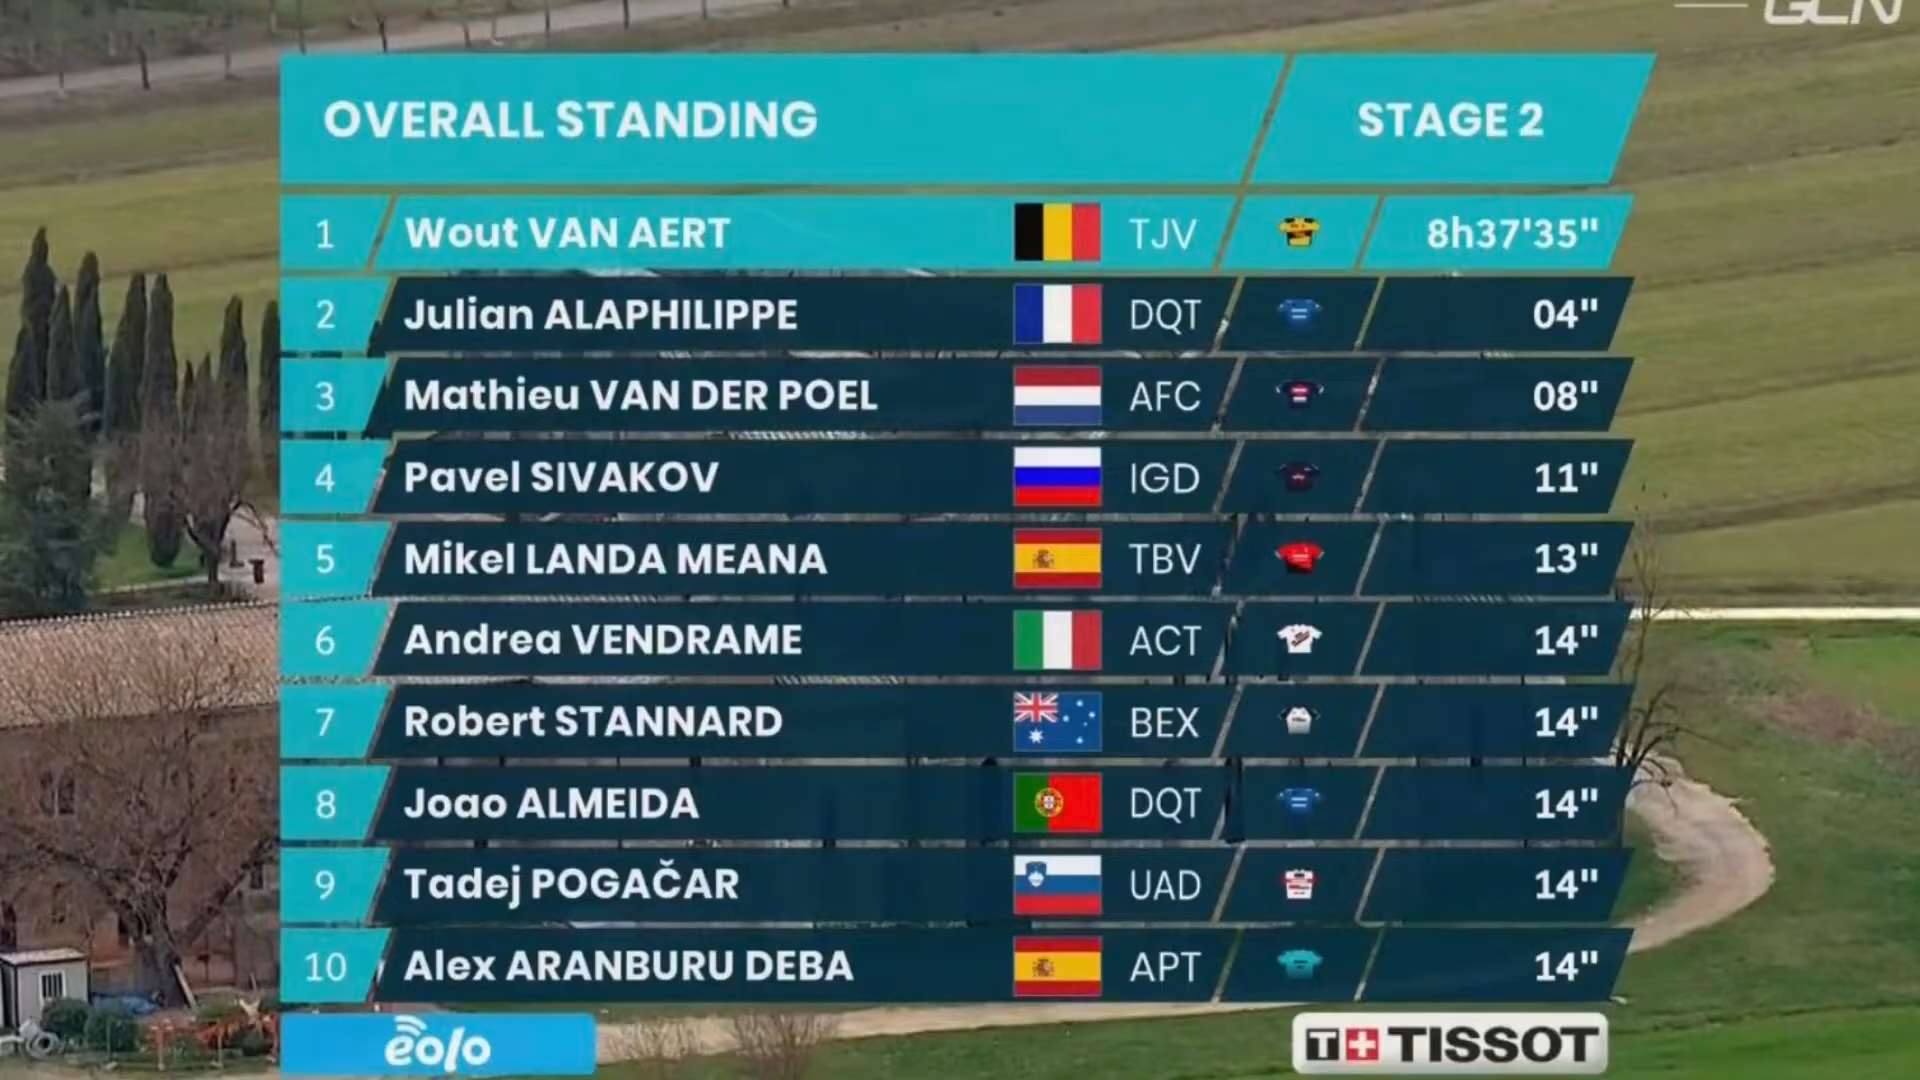 GCN
OVERALL STANDING STAGE 2
1 Wout VAN AERT TJV 8h37'35"
2 Julian ALAPHILIPPE DQT 04"
3 Mathieu VAN DER POEL AFC 08"
4 Pavel SIVAKOV IGD 11"
5 Mikel LANDA MEANA TBV 13"
6 Andrea VENDRAME ACT 14"
7 Robert STANNARD BEX 14"
8 Joao ALMEIDA DQT 14"
9 Tadej POGAČAR UAD 14"
10 Alex ARANBURU DEBA APT 14"
eolo
T+ TISSOT